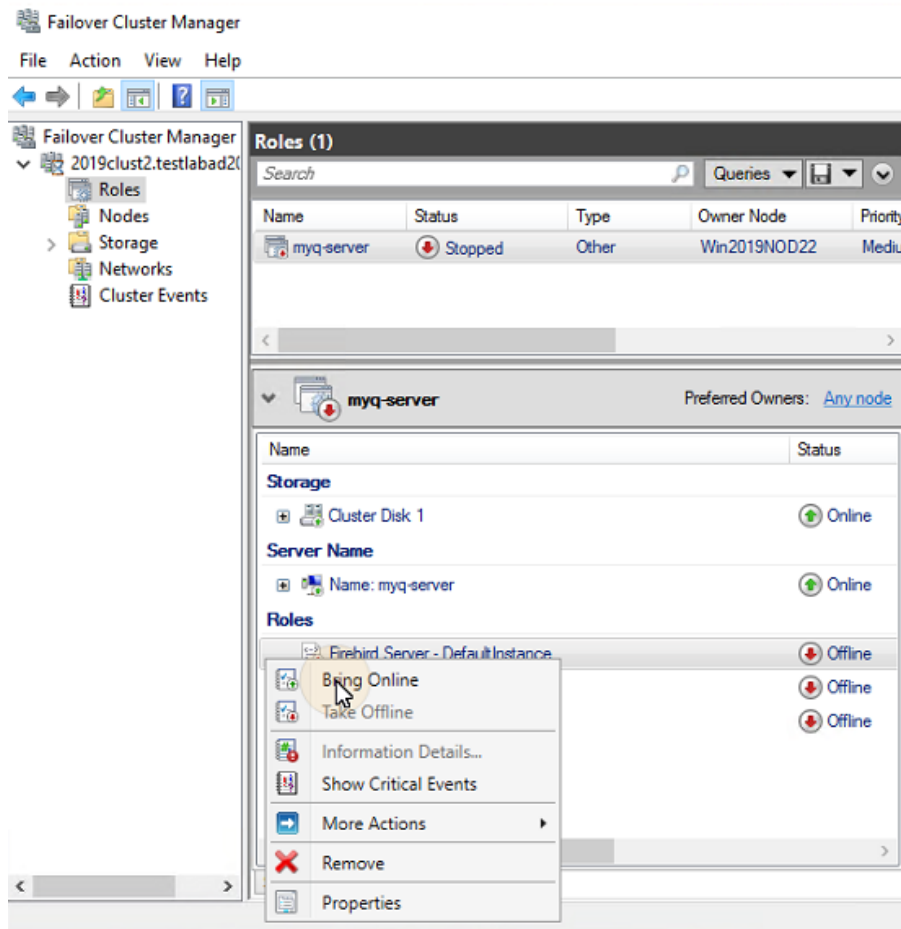 Failover Cluster Manager
File Action View Help
Failover Cluster Manager
2019clust2.testlabad20
Roles
Nodes
Storage
Networks
Cluster Events
Roles (1)
Search
Queries
Name Status Type Owner Node Priority
myq-server Stopped Other Win2019NOD22 Mediu
myq-server Preferred Owners: Any node
Name Status
Storage
Cluster Disk 1 Online
Server Name
Name: myq-server Online
Roles
Firebird Server - DefaultInstance Offline
Offline
Offline
Bring Online
Take Offline
Information Details...
Show Critical Events
More Actions
Remove
Properties